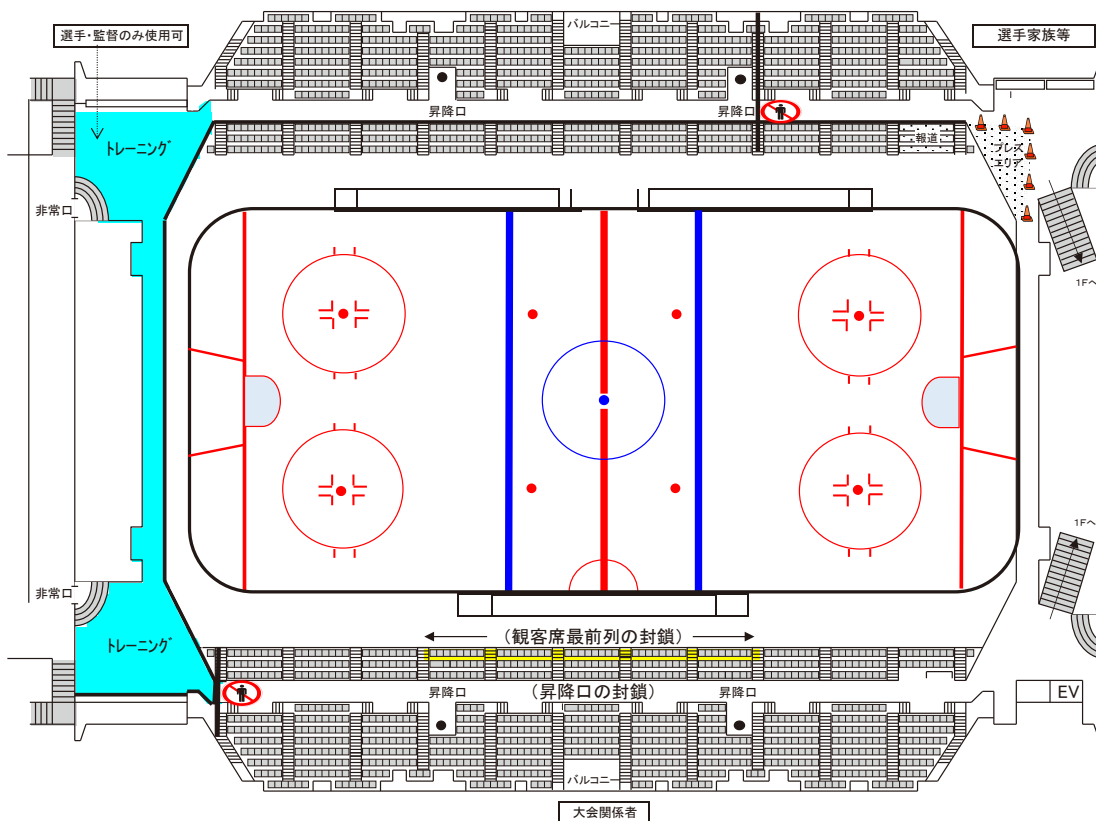 バルコニー
選手・監督のみ使用可
選手家族等
昇降口
昇降口
トレーニング
報道
プレス
エリア
非常口
1Fへ
1Fへ
非常口
(観客席最前列の封鎖)
トレーニング
昇降口
(昇降口の封鎖)
昇降口
EV
バルコニー
大会関係者